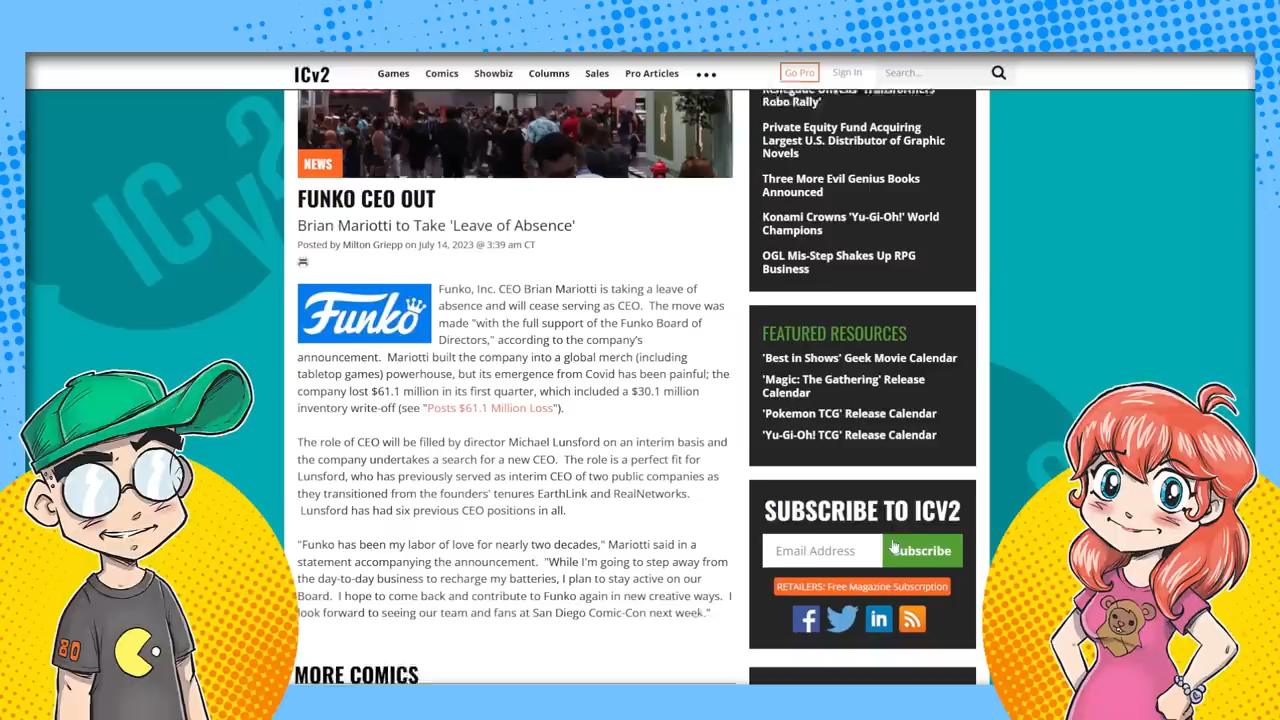 ICv2
Games Comics Showbiz Columns Sales Pro Articles •••
Go Pro Sign In Search...
ICv2
NEWS
FUNKO CEO OUT
Brian Mariotti to Take 'Leave of Absence'
Posted by Milton Griepp on July 14, 2023 @ 3:39 am CT
Funko
Funko, Inc. CEO Brian Mariotti is taking a leave of
absence and will cease serving as CEO. The move was
made "with the full support of the Funko Board of
Directors," according to the company's
announcement. Mariotti built the company into a global merch (including
tabletop games) powerhouse, but its emergence from Covid has been painful; the
company lost $61.1 million in its first quarter, which included a $30.1 million
inventory write-off (see "Posts $61.1 Million Loss").
The role of CEO will be filled by director Michael Lunsford on an interim basis and
the company undertakes a search for a new CEO. The role is a perfect fit for
Lunsford, who has previously served as interim CEO of two public companies as
they transitioned from the founders' tenures EarthLink and RealNetworks.
Lunsford has had six previous CEO positions in all.
"Funko has been my labor of love for nearly two decades," Mariotti said in a
statement accompanying the announcement. "While I'm going to step away from
the day-to-day business to recharge my batteries, I plan to stay active on our
Board. I hope to come back and contribute to Funko again in new creative ways. I
look forward to seeing our team and fans at San Diego Comic-Con next week."
MORE COMICS
Renegade Unveils 'Transformers
Robo Rally'
Private Equity Fund Acquiring
Largest U.S. Distributor of Graphic
Novels
Three More Evil Genius Books
Announced
Konami Crowns 'Yu-Gi-Oh!' World
Champions
OGL Mis-Step Shakes Up RPG
Business
FEATURED RESOURCES
'Best in Shows' Geek Movie Calendar
'Magic: The Gathering' Release
Calendar
'Pokemon TCG' Release Calendar
'Yu-Gi-Oh! TCG' Release Calendar
SUBSCRIBE TO ICV2
Email Address Subscribe
RETAILERS: Free Magazine Subscription
80